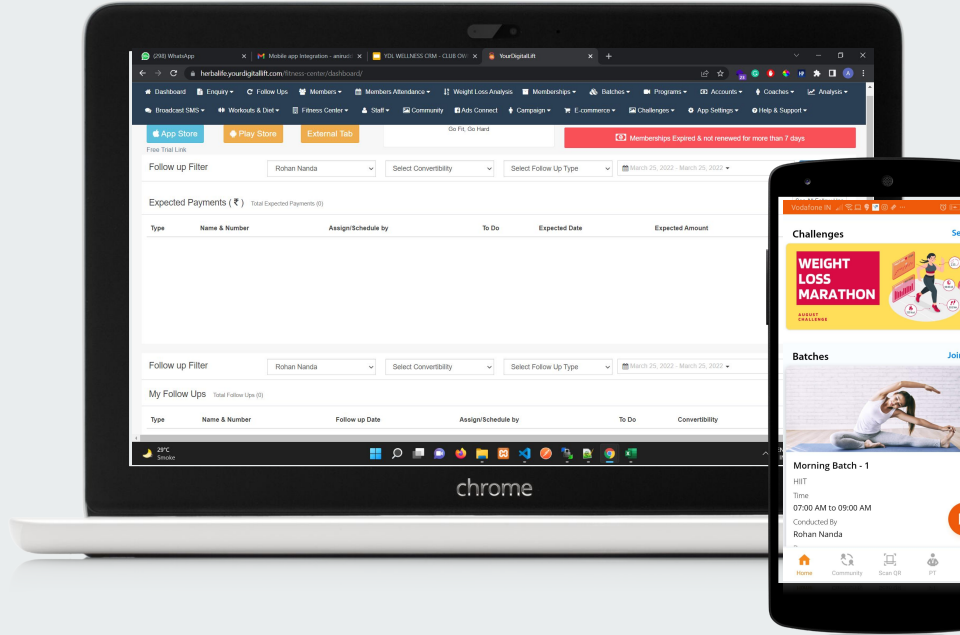 (298) WhatsApp
Mobile app Integration - anirudd
YDL WELLNESS CRM - CLUB OW
YourDigitalLift
herbalife.yourdigitallift.com/fitness-center/dashboard/
Dashboard Enquiry Follow Ups Members Members Attendance Weight Loss Analysis Memberships Batches Programs Accounts Coaches Analysis
Broadcast SMS Workouts & Diet Fitness Center Staff Community Ads Connect Campaign E-commerce Challenges App Settings Help & Support
App Store Play Store External Tab
Go Fit, Go Hard
Memberships Expired & not renewed for more than 7 days
Free Trial Link
Follow up Filter Rohan Nanda Select Convertibility Select Follow Up Type March 25, 2022 - March 25, 2022
Expected Payments ( ₹ ) Total Expected Payments (0)
Type Name & Number Assign/Schedule by To Do Expected Date Expected Amount
Follow up Filter Rohan Nanda Select Convertibility Select Follow Up Type March 25, 2022 - March 25, 2022
My Follow Ups Total Follow Ups (0)
Type Name & Number Follow up Date Assign/Schedule by To Do Convertibility
29°C
Smoke
chrome
Vodafone IN
Challenges
WEIGHT
LOSS
MARATHON
AUGUST
CHALLENGE
Batches
Morning Batch - 1
HIIT
Time
07:00 AM to 09:00 AM
Conducted By
Rohan Nanda
Home Community Scan QR PT